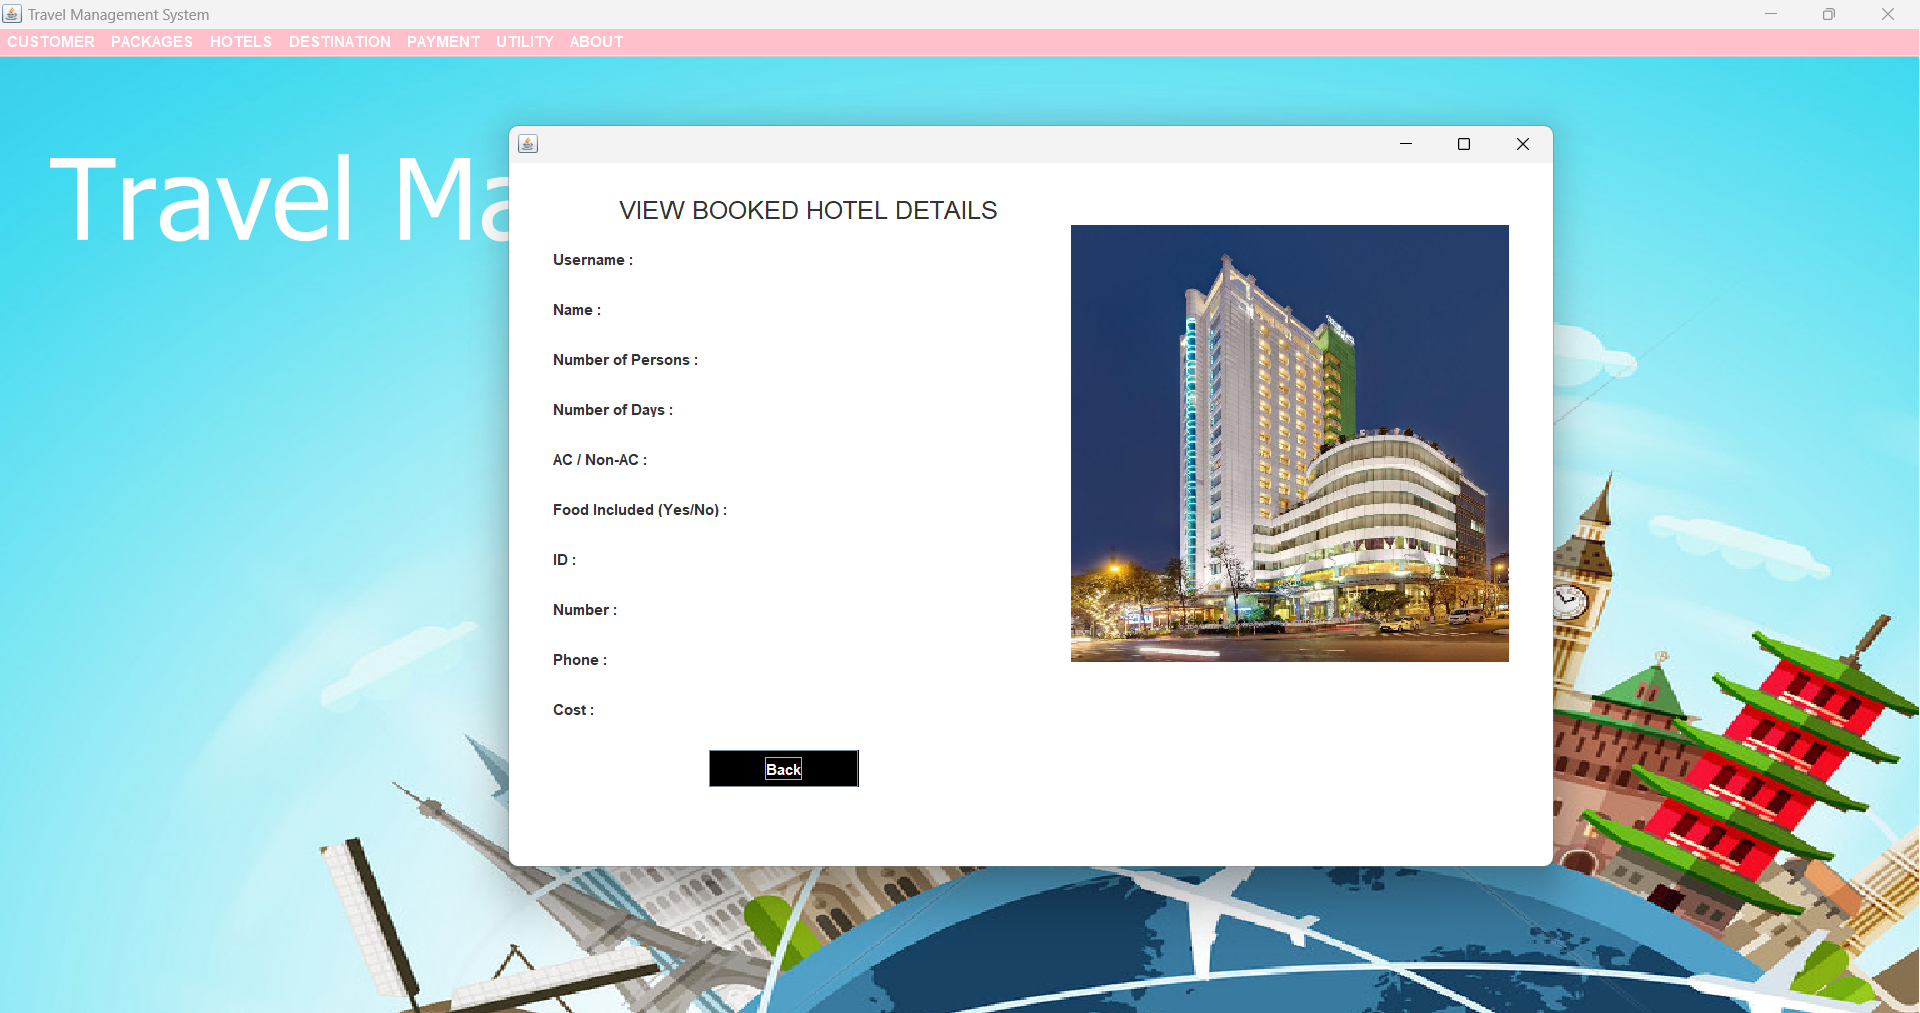 Travel Management System
CUSTOMER PACKAGES HOTELS DESTINATION PAYMENT UTILITY ABOUT
Travel Ma
VIEW BOOKED HOTEL DETAILS
Username :
Name :
Number of Persons :
Number of Days :
AC / Non-AC :
Food Included (Yes/No) :
ID :
Number :
Phone :
Cost :
Back